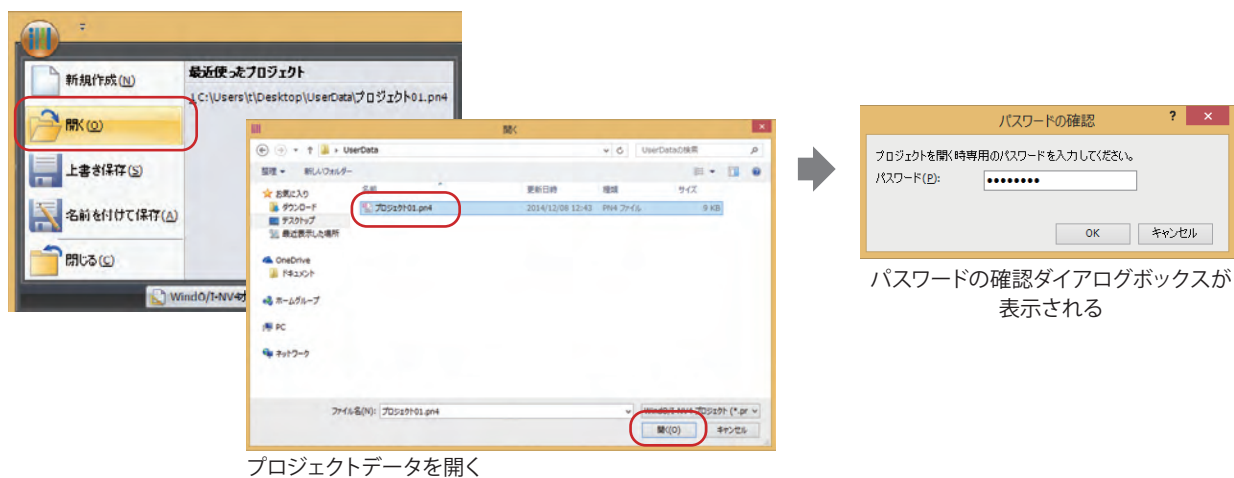 新規作成(N)
最近使ったプロジェクト
1 C:\Users\t\Desktop\UserData\プロジェクト01.pn4
開く(O)
上書き保存(S)
名前を付けて保存(A)
閉じる(C)
WindO/I-NV4
開く
UserData
UserDataの検索
整理
新しいフォルダー
名前
更新日時
種類
サイズ
お気に入り
ダウンロード
デスクトップ
最近表示した場所
プロジェクト01.pn4
2014/12/08 12:43
PN4 ファイル
9 KB
OneDrive
ドキュメント
ホームグループ
PC
ネットワーク
ファイル名(N):
プロジェクト01.pn4
WindO/I-NV4 プロジェクト (*.pr
開く(O)
キャンセル
プロジェクトデータを開く
パスワードの確認
プロジェクトを開く時専用のパスワードを入力してください。
パスワード(P):
••••••••
OK
キャンセル
パスワードの確認ダイアログボックスが
表示される